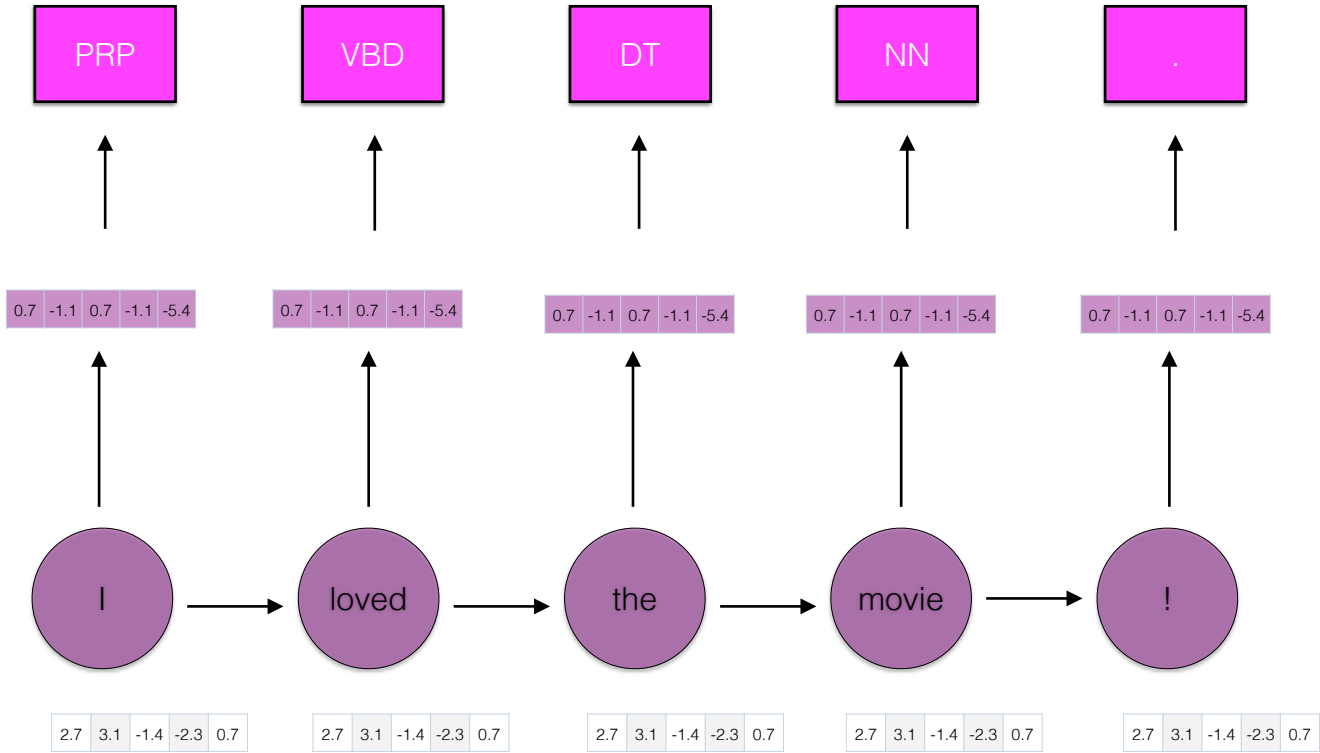 PRP VBD DT NN .
0.7 -1.1 0.7 -1.1 -5.4 0.7 -1.1 0.7 -1.1 -5.4 0.7 -1.1 0.7 -1.1 -5.4 0.7 -1.1 0.7 -1.1 -5.4 0.7 -1.1 0.7 -1.1 -5.4
I loved the movie !
2.7 3.1 -1.4 -2.3 0.7 2.7 3.1 -1.4 -2.3 0.7 2.7 3.1 -1.4 -2.3 0.7 2.7 3.1 -1.4 -2.3 0.7 2.7 3.1 -1.4 -2.3 0.7